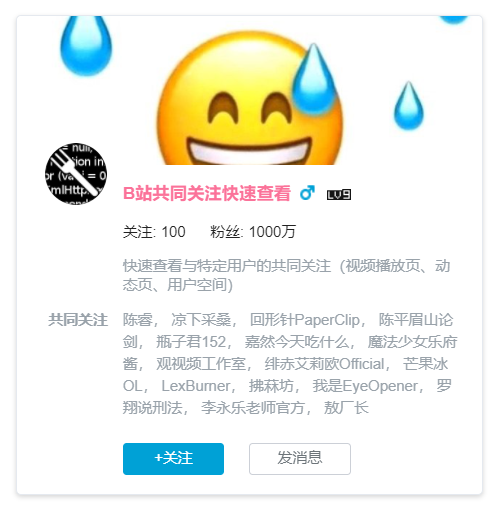 = null,
tion in
or (var i = 0
mlHttp
B站共同关注快速查看 ♂ LV9
关注: 100 粉丝: 1000万
快速查看与特定用户的共同关注（视频播放页、动
态页、用户空间）
共同关注 陈睿， 凉下采桑， 回形针PaperClip， 陈平眉山论
剑， 瓶子君152， 嘉然今天吃什么， 魔法少女乐府
酱， 观视频工作室， 绯赤艾莉欧Official， 芒果冰
OL， LexBurner， 拂菻坊， 我是EyeOpener， 罗
翔说刑法， 李永乐老师官方， 敖厂长
+关注 发消息